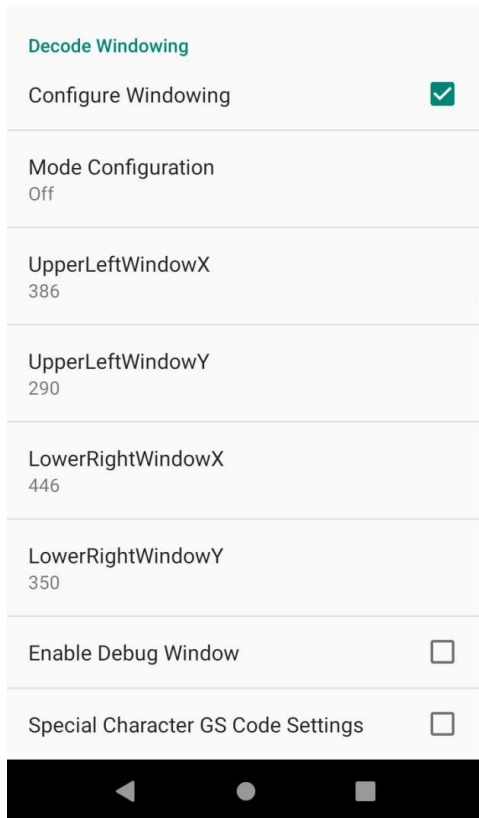 Decode Windowing
Configure Windowing
Mode Configuration
Off
UpperLeftWindowX
386
UpperLeftWindowY
290
LowerRightWindowX
446
LowerRightWindowY
350
Enable Debug Window
Special Character GS Code Settings